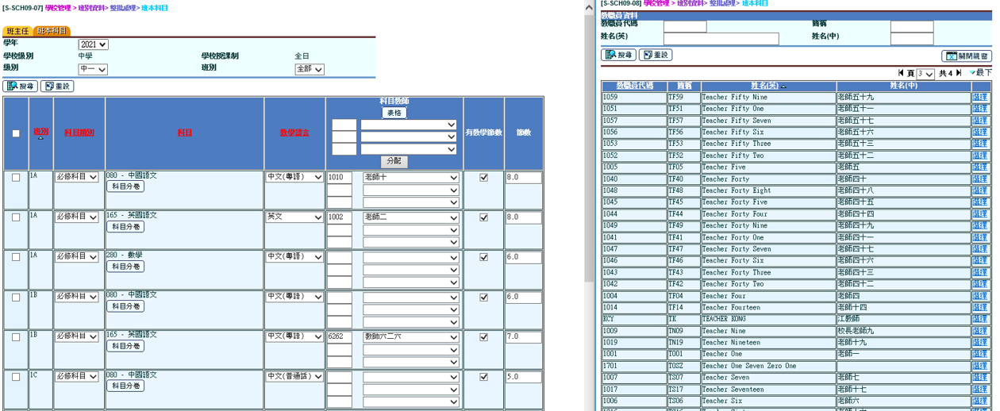 [S-SCH09-07] 學校管理 > 班別資料> 整批處理> 班本科目
班主任 班本科目
學年 2021
學校級別 中學 學校授課制 全日
級別 中一 班別 全部
搜尋 重設
班別 科目類別 科目 教學語言 科目教師 有教學節數 節數
表格
分配
1A 必修科目 080 - 中國語文 中文(粵語) 1010 老師十 8.0
科目分卷
1A 必修科目 165 - 英國語文 英文 1002 老師二 8.0
科目分卷
1A 必修科目 280 - 數學 中文(粵語) 6.0
科目分卷
1B 必修科目 080 - 中國語文 中文(粵語) 6.0
科目分卷
1B 必修科目 165 - 英國語文 中文(粵語) 6262 教師六二六 7.0
科目分卷
1C 必修科目 080 - 中國語文 中文(普通話) 5.0
科目分卷
[S-SCH09-08] 學校管理 > 班別資料> 整批處理> 班本科目
教職員資料
教職員代碼 簡稱
姓名(英) 姓名(中)
搜尋 重設 關閉視窗
頁 3 共 4 最下
教職員代碼 簡稱 姓名(英) 姓名(中)
1059 TF59 Teacher Fifty Nine 老師五十九 選擇
1051 TF51 Teacher Fifty One 老師五十一 選擇
1057 TF57 Teacher Fifty Seven 老師五十七 選擇
1056 TF56 Teacher Fifty Six 老師五十六 選擇
1053 TF53 Teacher Fifty Three 老師五十三 選擇
1052 TF52 Teacher Fifty Two 老師五十二 選擇
1005 TF05 Teacher Five 老師五 選擇
1040 TF40 Teacher Forty 老師四十 選擇
1048 TF48 Teacher Forty Eight 老師四十八 選擇
1045 TF45 Teacher Forty Five 老師四十五 選擇
1044 TF44 Teacher Forty Four 老師四十四 選擇
1049 TF49 Teacher Forty Nine 老師四十九 選擇
1041 TF41 Teacher Forty One 老師四十一 選擇
1047 TF47 Teacher Forty Seven 老師四十七 選擇
1046 TF46 Teacher Forty Six 老師四十六 選擇
1043 TF43 Teacher Forty Three 老師四十三 選擇
1042 TF42 Teacher Forty Two 老師四十二 選擇
1004 TF04 Teacher Four 老師四 選擇
1014 TF14 Teacher Fourteen 老師十四 選擇
KCY TK TEACHER KONG 江教師 選擇
1009 TN09 Teacher Nine 校長老師九 選擇
1019 TN19 Teacher Nineteen 老師十九 選擇
1001 TO01 Teacher One 老師一 選擇
1701 TOSZ Teacher One Seven Zero One 選擇
1007 TS07 Teacher Seven 老師七 選擇
1017 TS17 Teacher Seventeen 老師十七 選擇
1006 TS06 Teacher Six 老師六 選擇